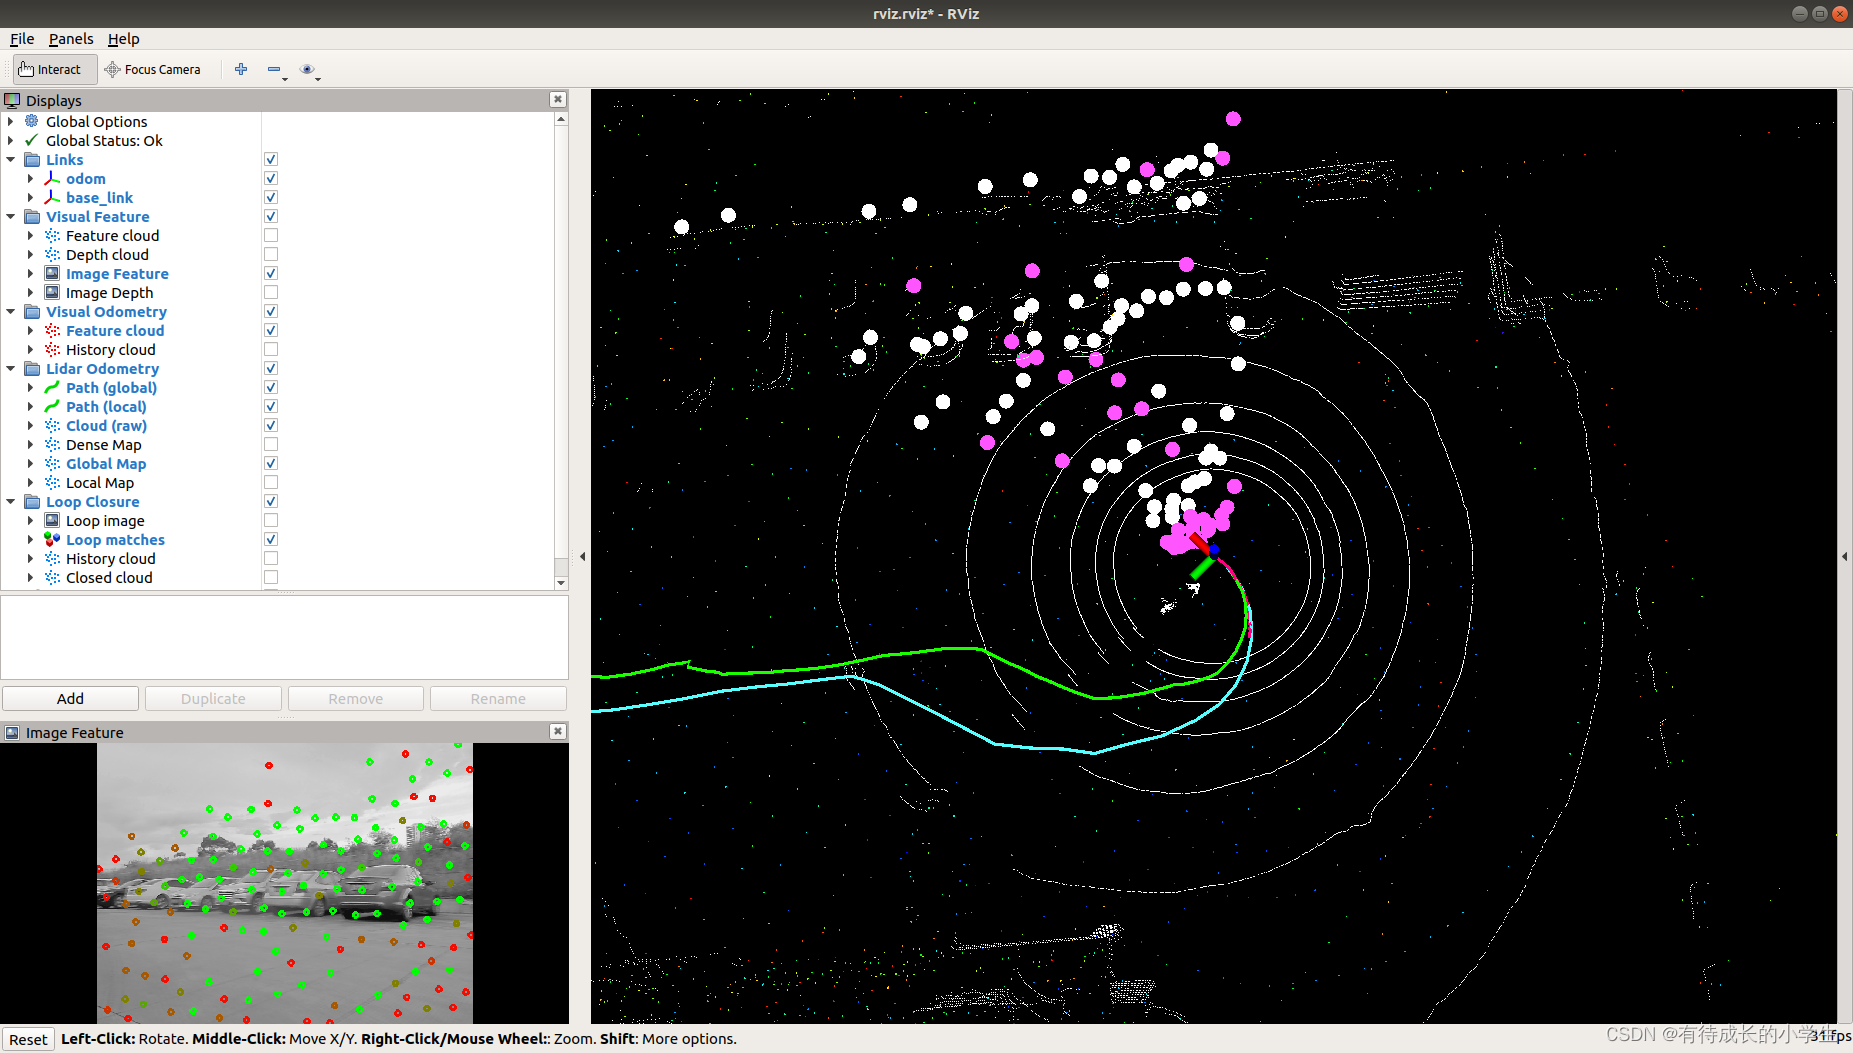 rviz.rviz* - RViz
File Panels Help
Interact Focus Camera
Displays
Global Options
Global Status: Ok
Links
odom
base_link
Visual Feature
Feature cloud
Depth cloud
Image Feature
Image Depth
Visual Odometry
Feature cloud
History cloud
Lidar Odometry
Path (global)
Path (local)
Cloud (raw)
Dense Map
Global Map
Local Map
Loop Closure
Loop image
Loop matches
History cloud
Closed cloud
Add Duplicate Remove Rename
Image Feature
Reset Left-Click: Rotate. Middle-Click: Move X/Y. Right-Click/Mouse Wheel:: Zoom. Shift: More options.
31 fps
CSDN @有待成长的小学生